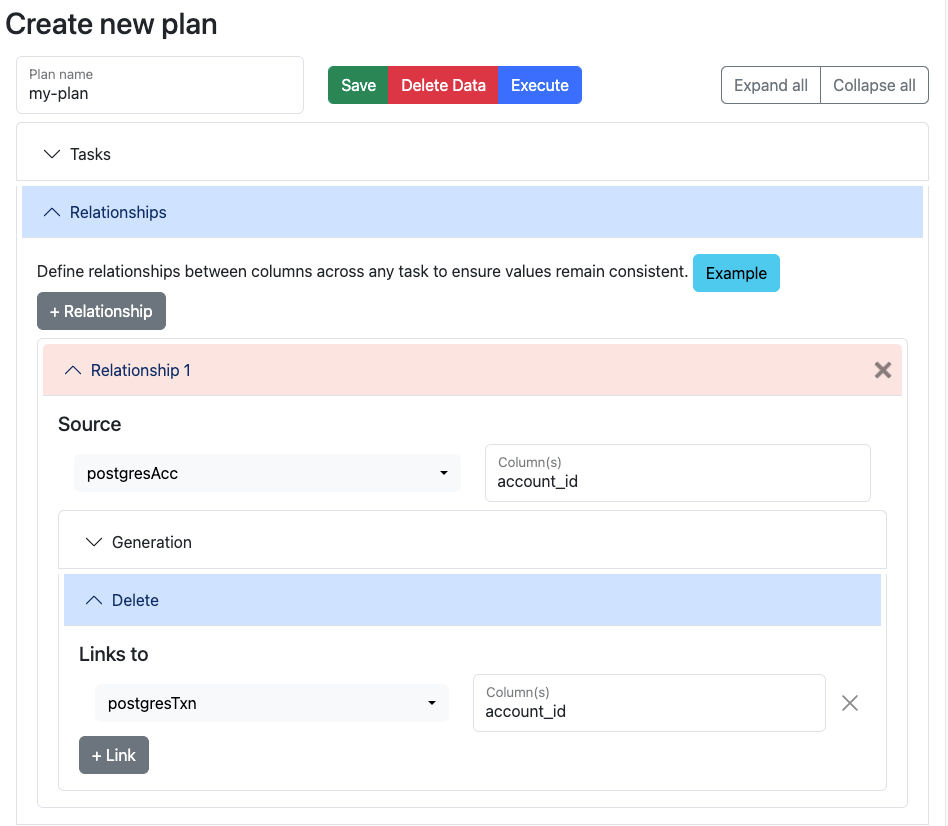 Create new plan
Plan name
my-plan
Save Delete Data Execute
Expand all Collapse all
Tasks
Relationships
Define relationships between columns across any task to ensure values remain consistent. Example
+ Relationship
Relationship 1
Source
postgresAcc
Column(s)
account_id
Generation
Delete
Links to
postgresTxn
Column(s)
account_id
+ Link